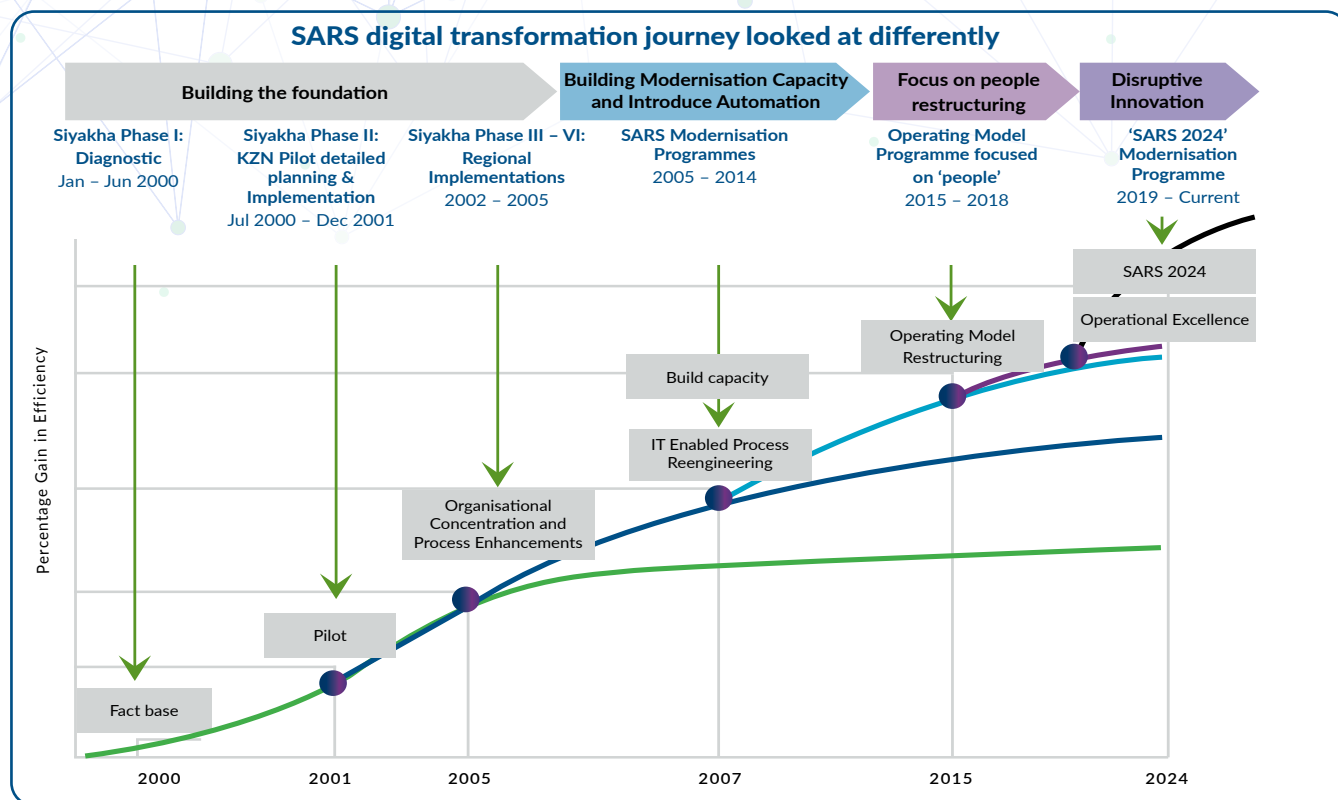 SARS digital transformation journey looked at differently
Building the foundation
Building Modernisation Capacity
and Introduce Automation
Focus on people
restructuring
Disruptive
Innovation
Siyakha Phase I:
Diagnostic
Jan – Jun 2000
Siyakha Phase II:
KZN Pilot detailed
planning &
Implementation
Jul 2000 – Dec 2001
Siyakha Phase III – VI:
Regional
Implementations
2002 – 2005
SARS Modernisation
Programmes
2005 – 2014
Operating Model
Programme focused
on ‘people’
2015 – 2018
‘SARS 2024’
Modernisation
Programme
2019 – Current
SARS 2024
Operational Excellence
Operating Model
Restructuring
Build capacity
IT Enabled Process
Reengineering
Organisational
Concentration and
Process Enhancements
Pilot
Fact base
Percentage Gain in Efficiency
2000
2001
2005
2007
2015
2024